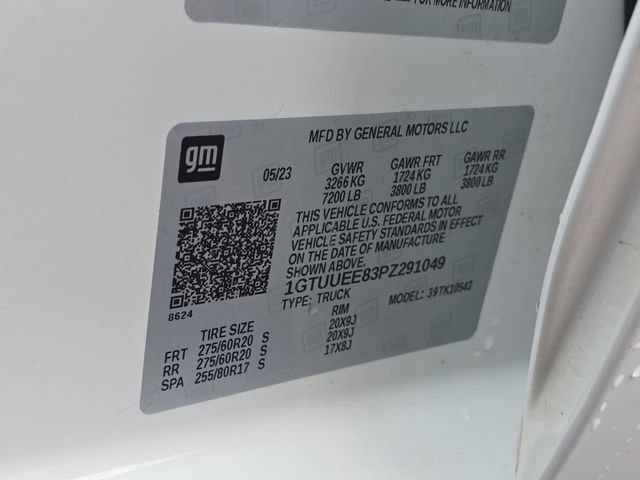 FOR MORE INFORMATION
gm
MFD BY GENERAL MOTORS LLC
05/23 GVWR GAWR FRT GAWR RR
3266 KG 1724 KG 1724 KG
7200 LB 3800 LB 3800 LB
THIS VEHICLE CONFORMS TO ALL
APPLICABLE U.S. FEDERAL MOTOR
VEHICLE SAFETY STANDARDS IN EFFECT
ON THE DATE OF MANUFACTURE
SHOWN ABOVE.
1GTUUEE83PZ291049
8624 TYPE: TRUCK MODEL: 39TK10543
TIRE SIZE RIM
FRT 275/60R20 S 20X9J
RR 275/60R20 S 20X9J
SPA 255/80R17 S 17X8J